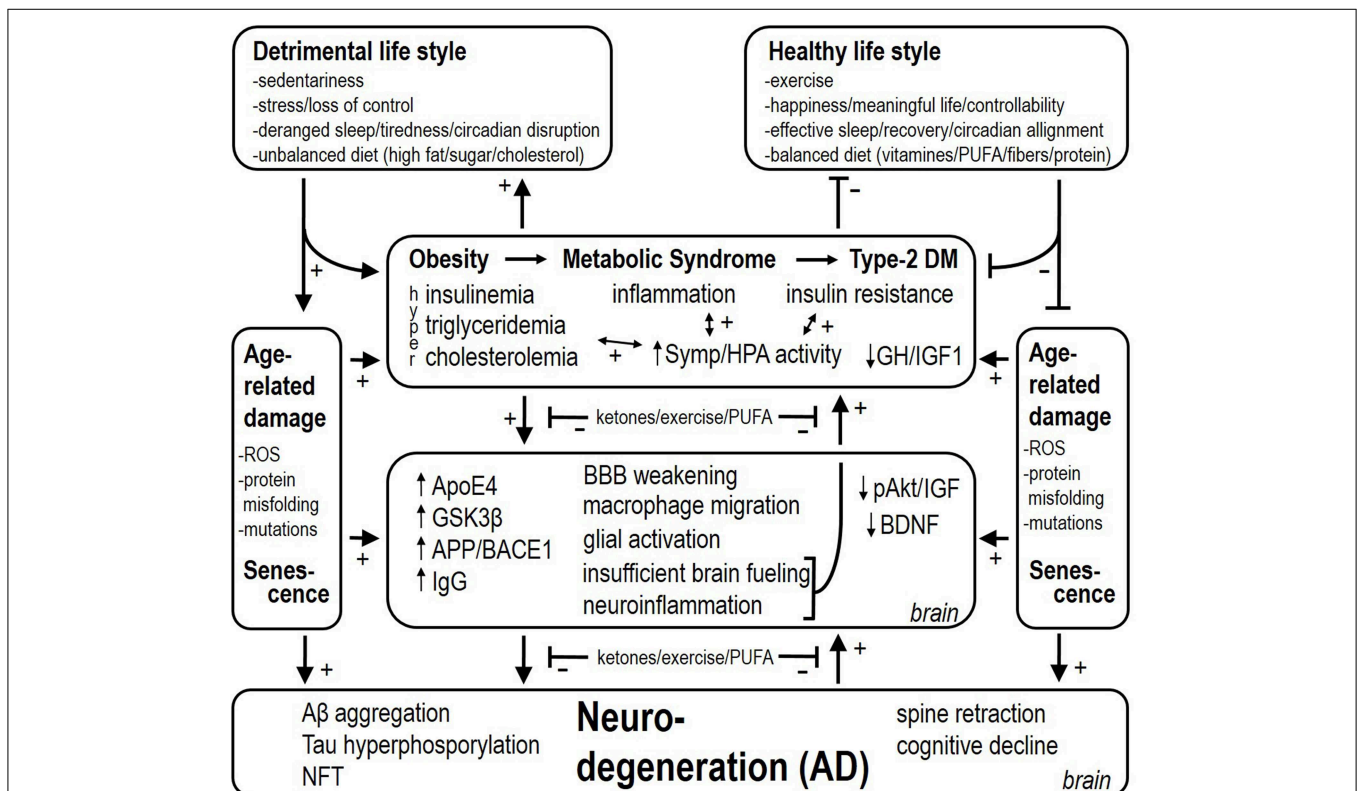 Detrimental life style
-sedentariness
-stress/loss of control
-deranged sleep/tiredness/circadian disruption
-unbalanced diet (high fat/sugar/cholesterol)
Healthy life style
-exercise
-happiness/meaningful life/controllability
-effective sleep/recovery/circadian allignment
-balanced diet (vitamines/PUFA/fibers/protein)
+
−
+
−
Obesity → Metabolic Syndrome → Type-2 DM
hyper
insulinemia
triglyceridemia
cholesterolemia
inflammation
insulin resistance
+
+
+
↑ Symp/HPA activity
↓GH/IGF1
Age-
related
damage
-ROS
-protein
misfolding
-mutations
Senes-
cence
+
+
Age-
related
damage
-ROS
-protein
misfolding
-mutations
Senes-
cence
+
+
+
− ketones/exercise/PUFA −
+
↑ ApoE4
↑ GSK3β
↑ APP/BACE1
↑ IgG
BBB weakening
macrophage migration
glial activation
insufficient brain fueling
neuroinflammation
↓ pAkt/IGF
↓ BDNF
brain
+
− ketones/exercise/PUFA −
+
+
Aβ aggregation
Tau hyperphosporylation
NFT
Neuro-
degeneration (AD)
spine retraction
cognitive decline
brain